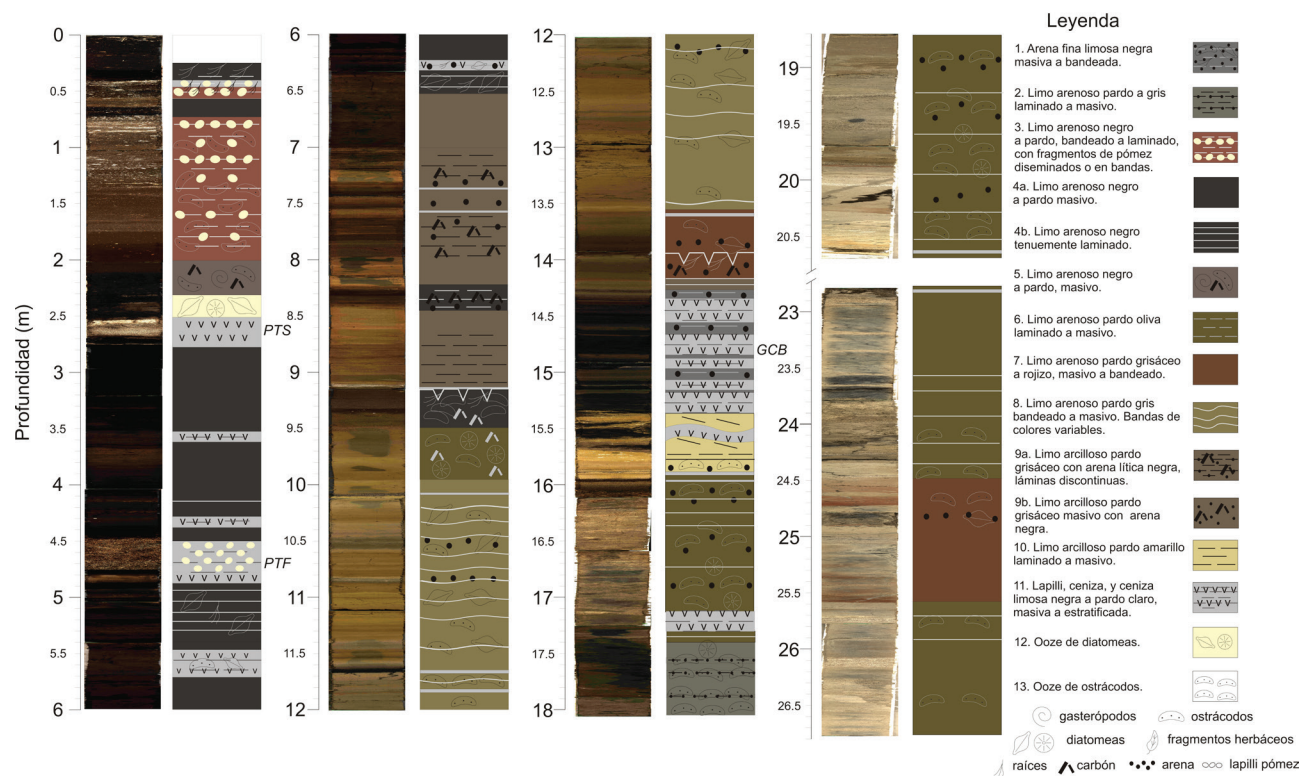 Profundidad (m)
0
0.5
1
1.5
2
2.5
3
3.5
4
4.5
5
5.5
6
PTS
PTF
6
6.5
7
7.5
8
8.5
9
9.5
10
10.5
11
11.5
12
12
12.5
13
13.5
14
14.5
15
15.5
16
16.5
17
17.5
18
GCB
19
19.5
20
20.5
23
23.5
24
24.5
25
25.5
26
26.5
Leyenda
1. Arena fina limosa negra
masiva a bandeada.
2. Limo arenoso pardo a gris
laminado a masivo.
3. Limo arenoso negro
a pardo, bandeado a laminado,
con fragmentos de pómez
diseminados o en bandas.
4a. Limo arenoso negro
a pardo masivo.
4b. Limo arenoso negro
tenuemente laminado.
5. Limo arenoso negro
a pardo, masivo.
6. Limo arenoso pardo oliva
laminado a masivo.
7. Limo arenoso pardo grisáceo
a rojizo, masivo a bandeado.
8. Limo arenoso pardo gris
bandeado a masivo. Bandas de
colores variables.
9a. Limo arcilloso pardo
grisáceo con arena lítica negra,
láminas discontinuas.
9b. Limo arcilloso pardo
grisáceo masivo con arena
negra.
10. Limo arcilloso pardo amarillo
laminado a masivo.
11. Lapilli, ceniza, y ceniza
limosa negra a pardo claro,
masiva a estratificada.
12. Ooze de diatomeas.
13. Ooze de ostrácodos.
gasterópodos ostrácodos
diatomeas fragmentos herbáceos
raíces carbón arena lapilli pómez